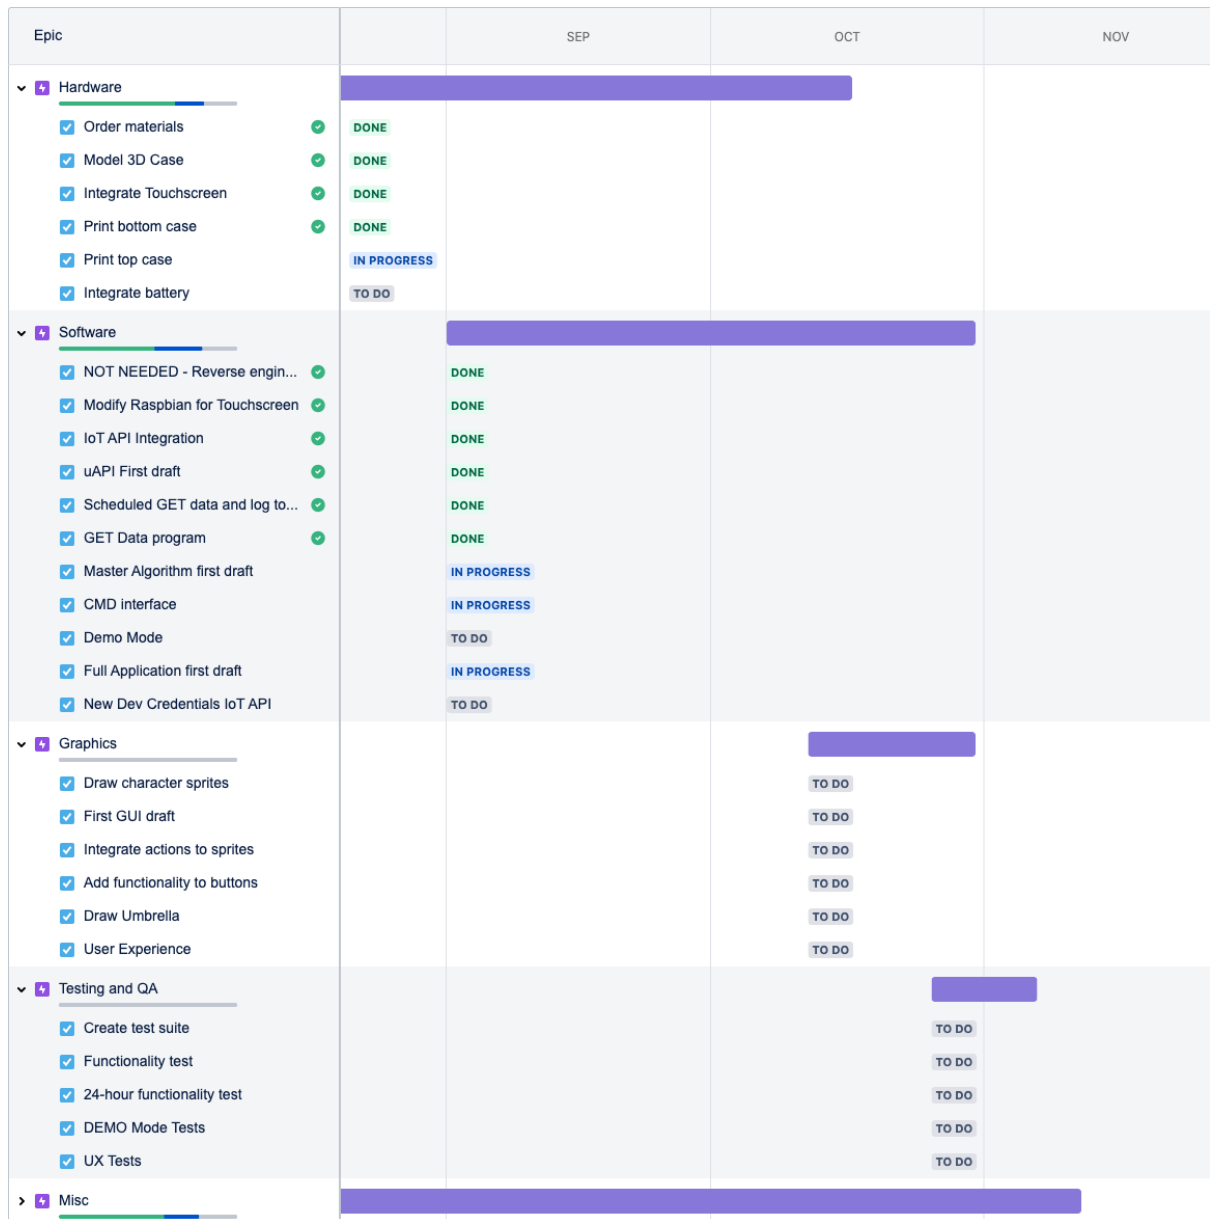 Epic SEP OCT NOV
Hardware
Order materials DONE
Model 3D Case DONE
Integrate Touchscreen DONE
Print bottom case DONE
Print top case IN PROGRESS
Integrate battery TO DO
Software
NOT NEEDED - Reverse engin... DONE
Modify Raspbian for Touchscreen DONE
IoT API Integration DONE
uAPI First draft DONE
Scheduled GET data and log to... DONE
GET Data program DONE
Master Algorithm first draft IN PROGRESS
CMD interface IN PROGRESS
Demo Mode TO DO
Full Application first draft IN PROGRESS
New Dev Credentials IoT API TO DO
Graphics
Draw character sprites TO DO
First GUI draft TO DO
Integrate actions to sprites TO DO
Add functionality to buttons TO DO
Draw Umbrella TO DO
User Experience TO DO
Testing and QA
Create test suite TO DO
Functionality test TO DO
24-hour functionality test TO DO
DEMO Mode Tests TO DO
UX Tests TO DO
Misc